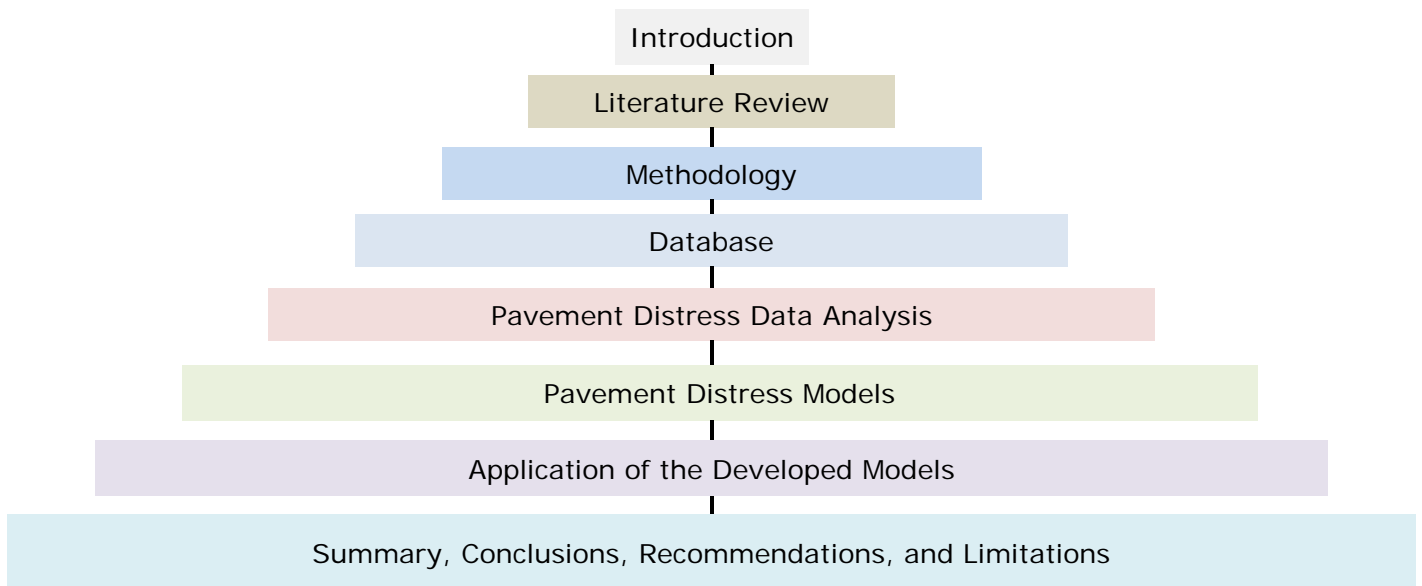 Introduction
Literature Review
Methodology
Database
Pavement Distress Data Analysis
Pavement Distress Models
Application of the Developed Models
Summary, Conclusions, Recommendations, and Limitations